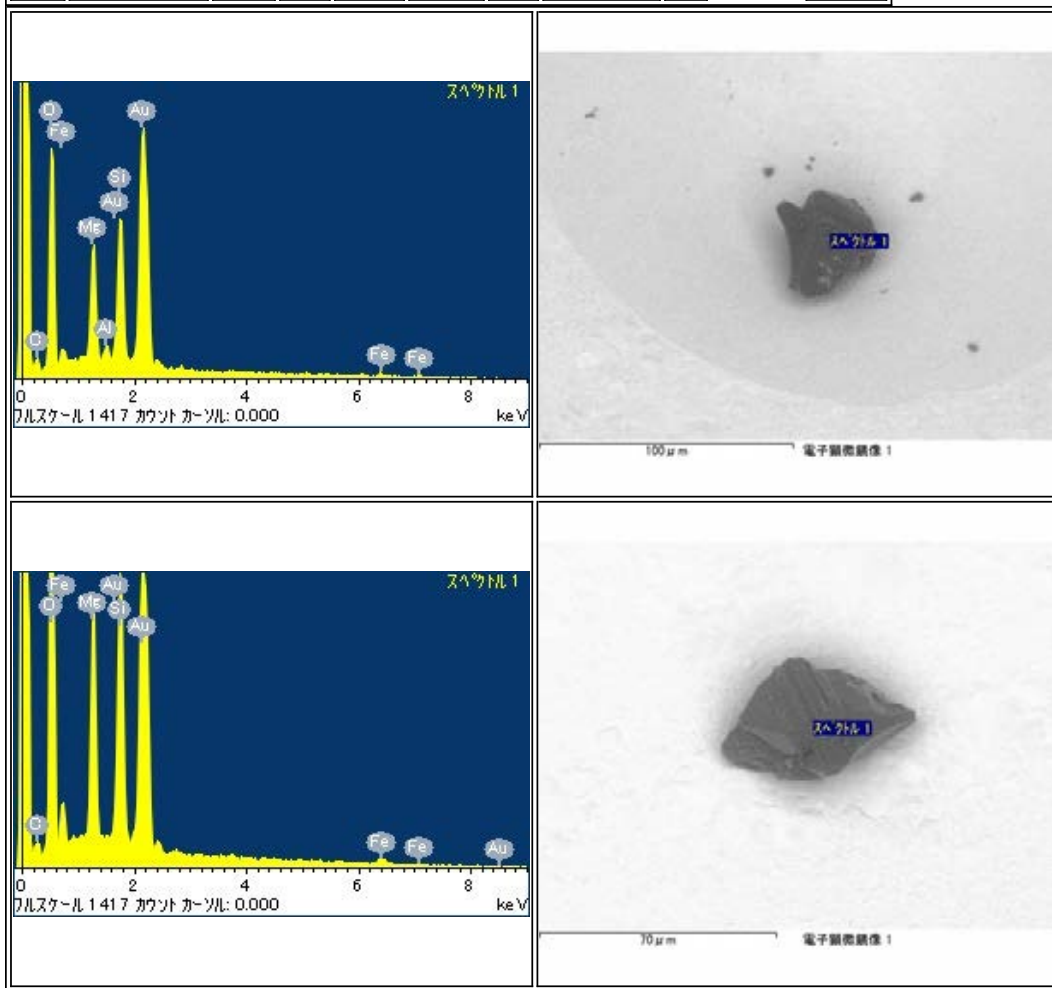 スペクトル 1
Au
O
Fe
Si
Au
Mg
Al
C
Fe
Fe
0 2 4 6 8
フルスケール 1417 カウント カーソル: 0.000 keV
スペクトル 1
100μm 電子顕微鏡像 1
スペクトル 1
Fe
Au
O
Mg
Si
Au
C
Fe
Fe
Au
0 2 4 6 8
フルスケール 1417 カウント カーソル: 0.000 keV
スペクトル 1
70μm 電子顕微鏡像 1